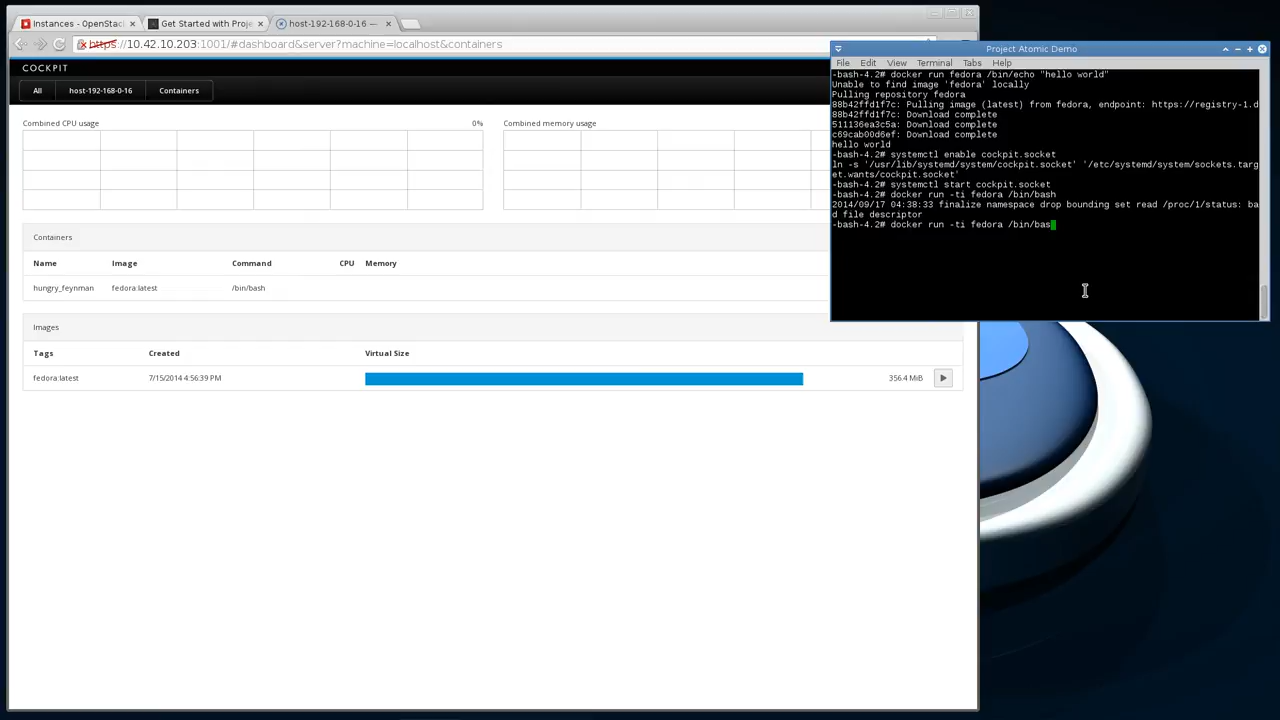 Instances - OpenStac
Get Started with Proje
host-192-168-0-16 —
https://10.42.10.203:1001/#dashboard&server?machine=localhost&containers
COCKPIT
All
host-192-168-0-16
Containers
Combined CPU usage
0%
Combined memory usage
Containers
Name
Image
Command
CPU
Memory
hungry_feynman
fedora:latest
/bin/bash
Images
Tags
Created
Virtual Size
fedora:latest
7/15/2014 4:56:39 PM
356.4 MiB
Project Atomic Demo
File Edit View Terminal Tabs Help
-bash-4.2# docker run fedora /bin/echo "hello world"
Unable to find image 'fedora' locally
Pulling repository fedora
88b42ffd1f7c: Pulling image (latest) from fedora, endpoint: https://registry-1.d
88b42ffd1f7c: Download complete
511136ea3c5a: Download complete
c69cab00d6ef: Download complete
hello world
-bash-4.2# systemctl enable cockpit.socket
ln -s '/usr/lib/systemd/system/cockpit.socket' '/etc/systemd/system/sockets.targ
et.wants/cockpit.socket'
-bash-4.2# systemctl start cockpit.socket
-bash-4.2# docker run -ti fedora /bin/bash
2014/09/17 04:38:33 finalize namespace drop bounding set read /proc/1/status: ba
d file descriptor
-bash-4.2# docker run -ti fedora /bin/bas